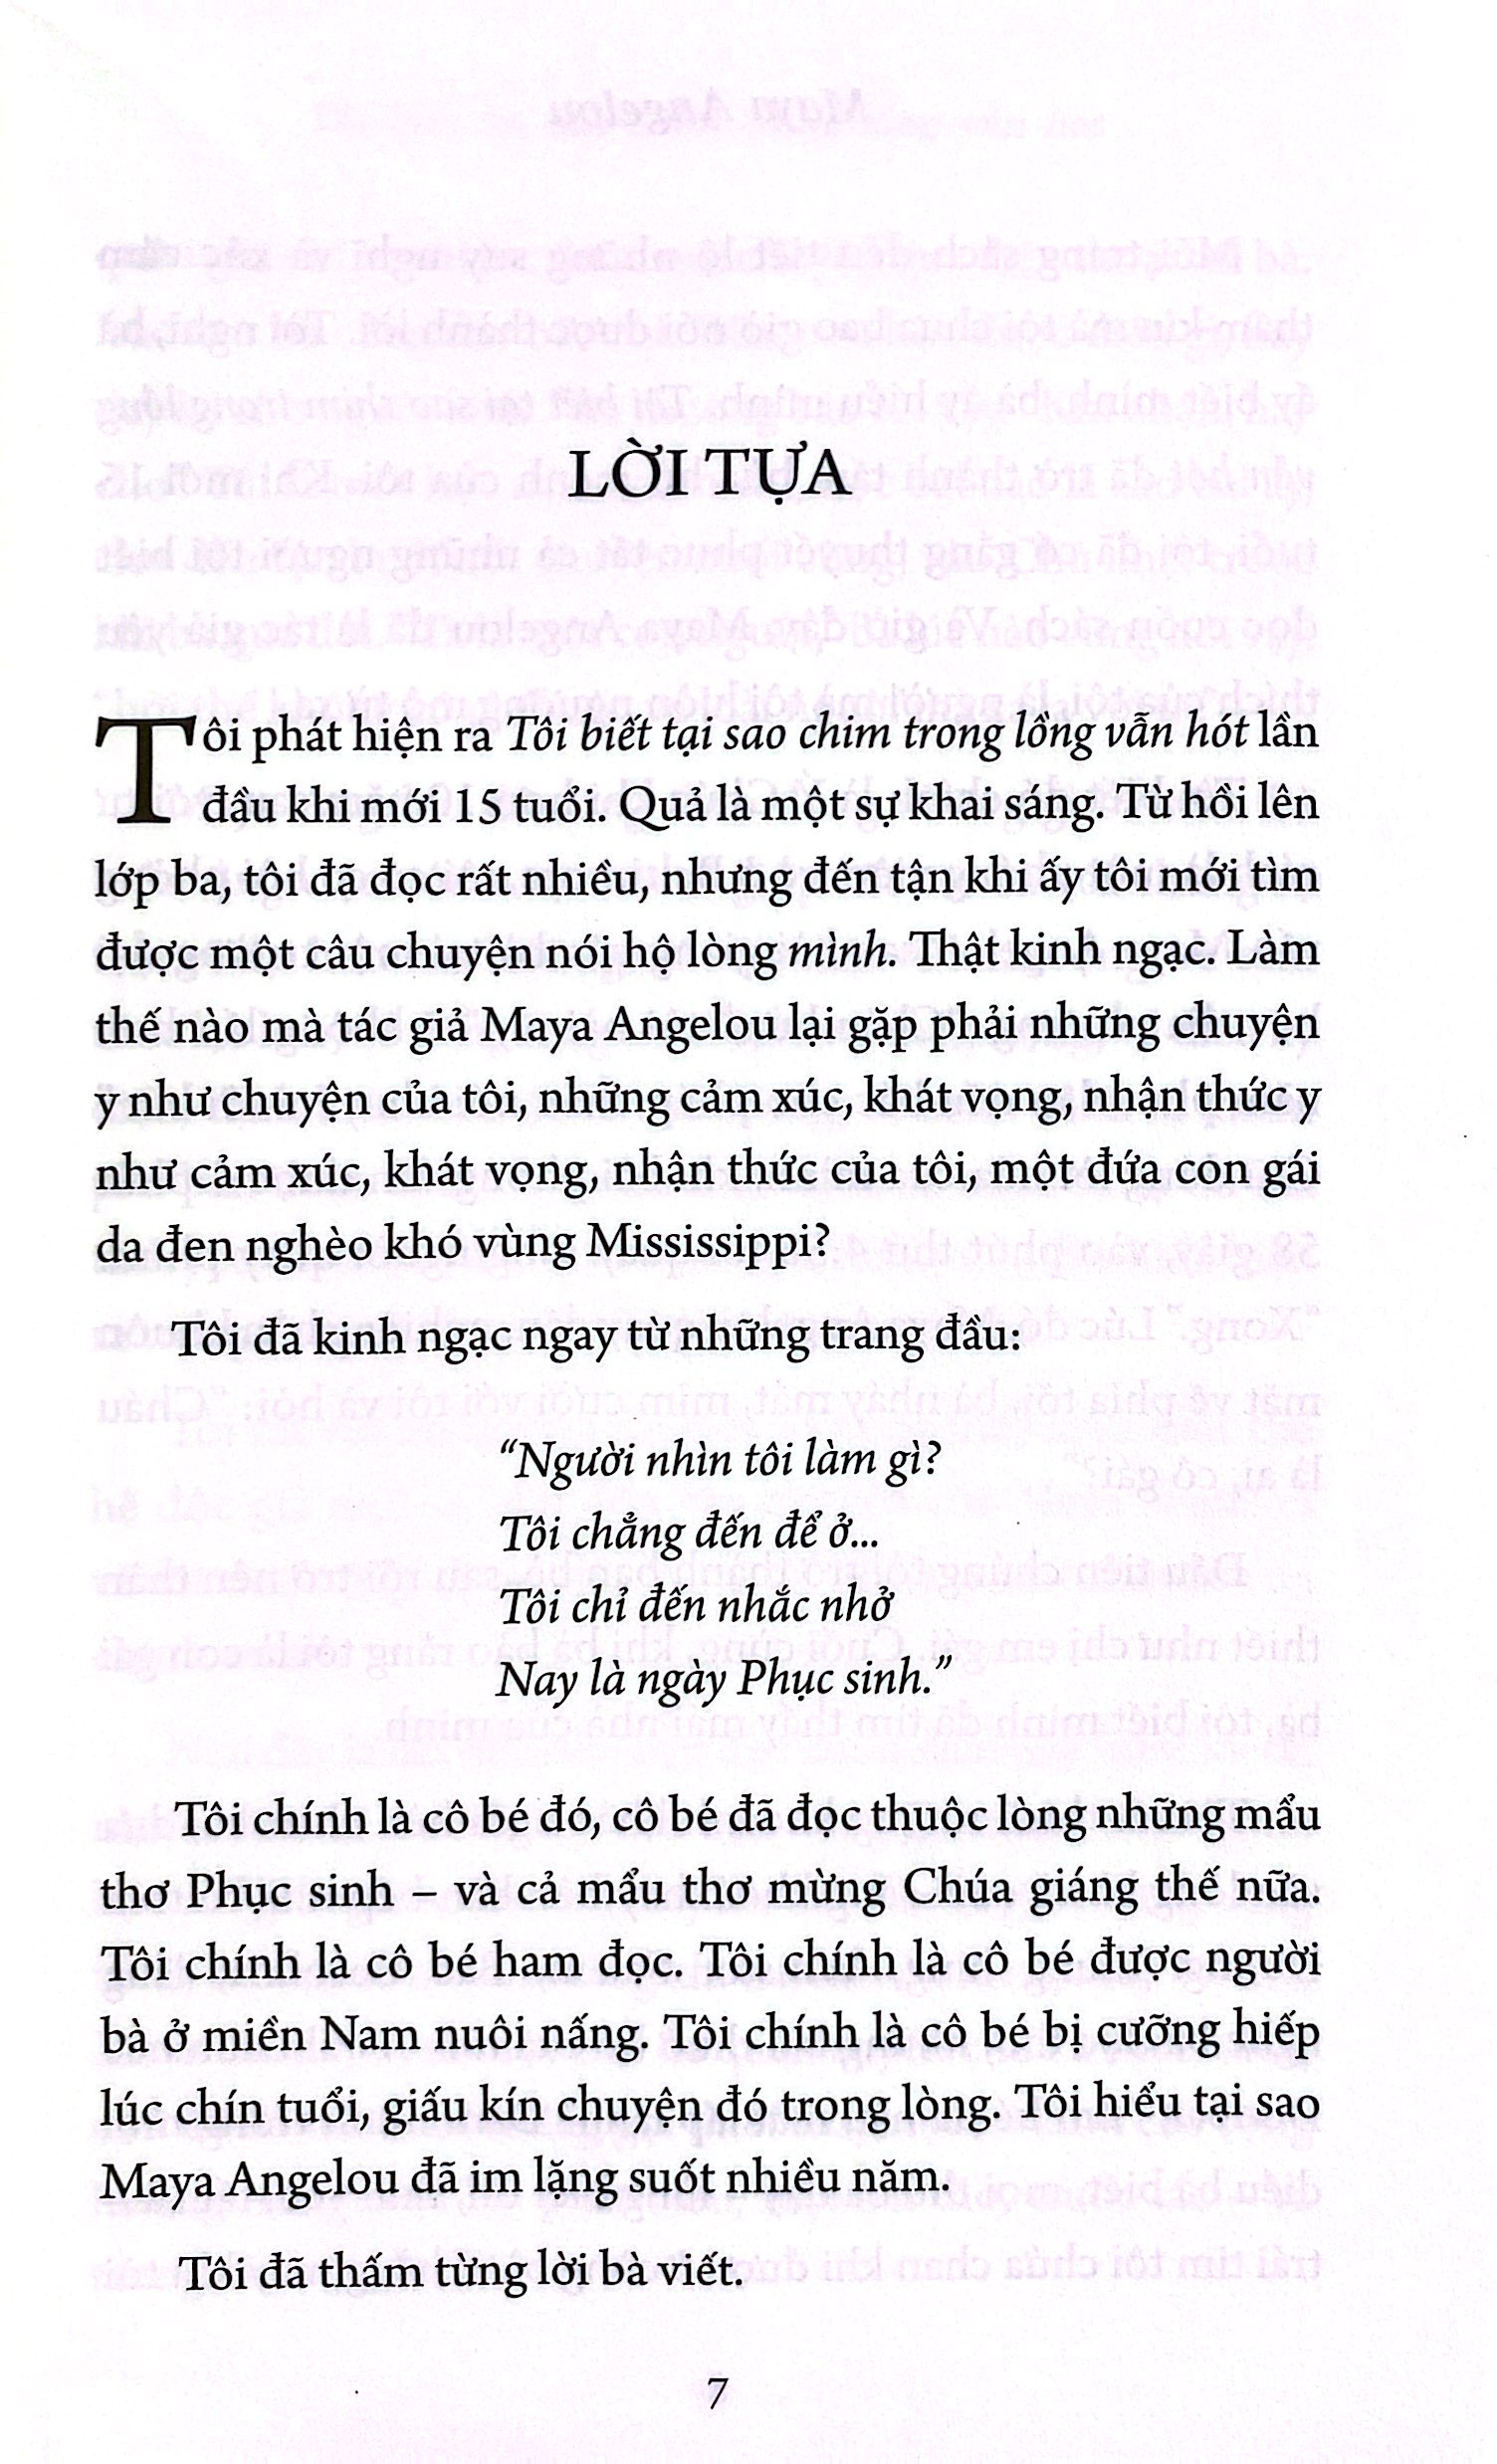 LỜI TỰA
Tôi phát hiện ra Tôi biết tại sao chim trong lồng vẫn hót lần
đầu khi mới 15 tuổi. Quả là một sự khai sáng. Từ hồi lên
lớp ba, tôi đã đọc rất nhiều, nhưng đến tận khi ấy tôi mới tìm
được một câu chuyện nói hộ lòng mình. Thật kinh ngạc. Làm
thế nào mà tác giả Maya Angelou lại gặp phải những chuyện
y như chuyện của tôi, những cảm xúc, khát vọng, nhận thức y
như cảm xúc, khát vọng, nhận thức của tôi, một đứa con gái
da đen nghèo khó vùng Mississippi?
Tôi đã kinh ngạc ngay từ những trang đầu:
“Người nhìn tôi làm gì?
Tôi chẳng đến để ở...
Tôi chỉ đến nhắc nhở
Nay là ngày Phục sinh.”
Tôi chính là cô bé đó, cô bé đã đọc thuộc lòng những mẩu
thơ Phục sinh – và cả mẩu thơ mừng Chúa giáng thế nữa.
Tôi chính là cô bé ham đọc. Tôi chính là cô bé được người
bà ở miền Nam nuôi nấng. Tôi chính là cô bé bị cưỡng hiếp
lúc chín tuổi, giấu kín chuyện đó trong lòng. Tôi hiểu tại sao
Maya Angelou đã im lặng suốt nhiều năm.
Tôi đã thấm từng lời bà viết.
7